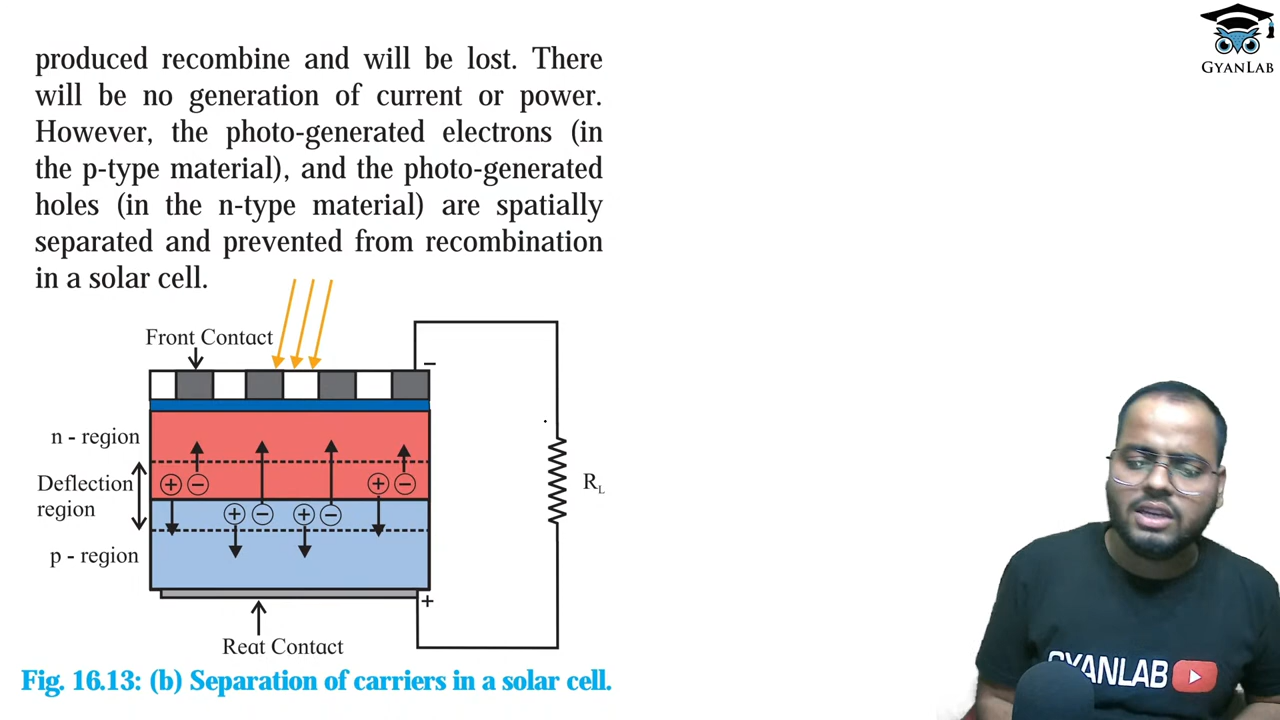 produced recombine and will be lost. There
will be no generation of current or power.
However, the photo-generated electrons (in
the p-type material), and the photo-generated
holes (in the n-type material) are spatially
separated and prevented from recombination
in a solar cell.
Front Contact
−
n - region
Deflection
region
p - region
+ − + −
+ − + −
R_L
+
Reat Contact
Fig. 16.13: (b) Separation of carriers in a solar cell.
GYANLAB
GYANLAB